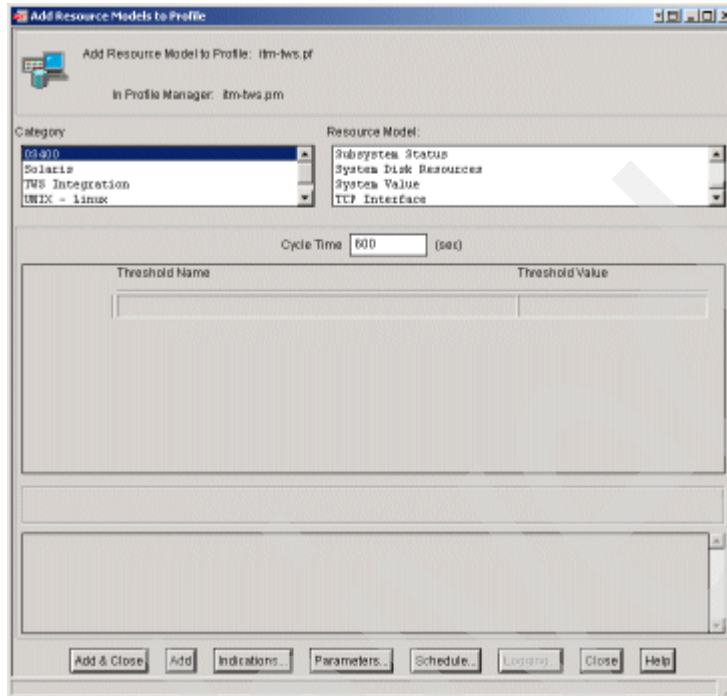 Add Resource Models to Profile
Add Resource Model to Profile: itm-tws.pf
In Profile Manager: itm-tws.pm
Category
Resource Model:
OS400
Solaris
TWS Integration
UNIX - Linux
Subsystem Status
System Disk Resources
System Value
TCP Interface
Cycle Time 600 (sec)
Threshold Name Threshold Value
Add & Close Add Indications... Parameters... Schedule... Logging... Close Help